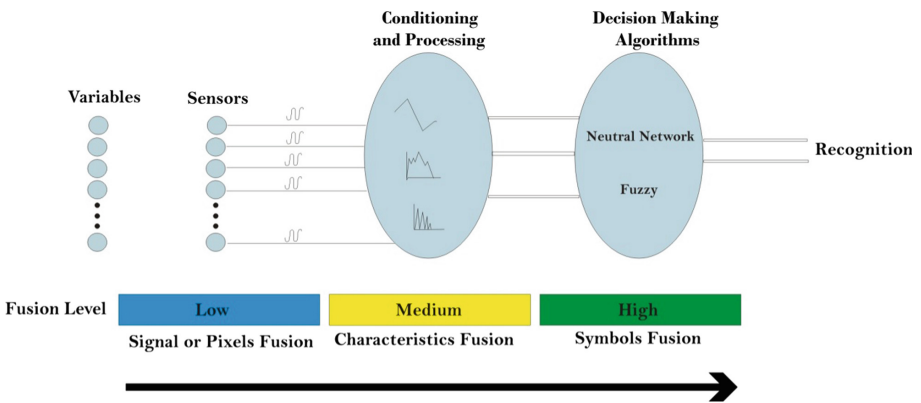 Conditioning
and Processing
Decision Making
Algorithms
Variables
Sensors
Neutral Network
Fuzzy
Recognition
Fusion Level
Low
Medium
High
Signal or Pixels Fusion
Characteristics Fusion
Symbols Fusion